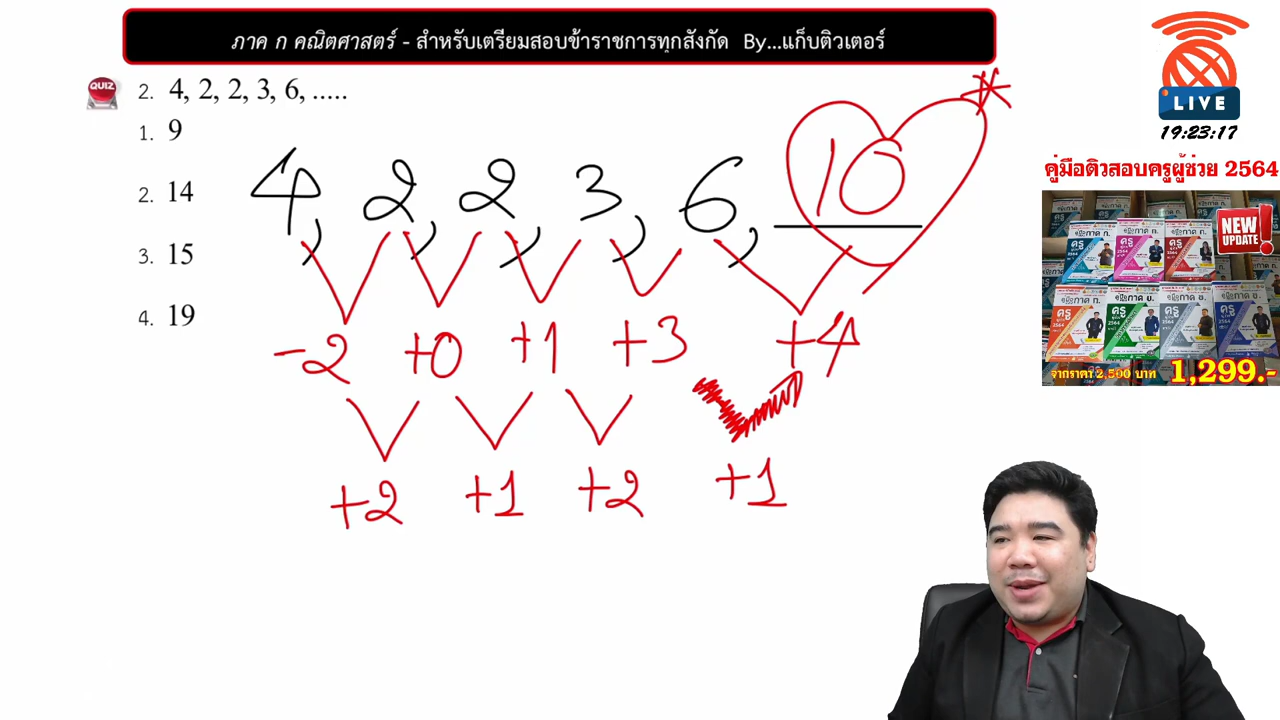 ภาค ก คณิตศาสตร์ - สำหรับเตรียมสอบข้าราชการทุกสังกัด By...แก็บติวเตอร์
QUIZ
2. 4, 2, 2, 3, 6, .....
1. 9
2. 14
3. 15
4. 19
4, 2, 2, 3, 6, 10
-2 +0 +1 +3 +4
+2 +1 +2 +1
LIVE
19:23:17
คู่มือติวสอบครูผู้ช่วย 2564
NEW
UPDATE!
จากราคา 2,500 บาท 1,299.-